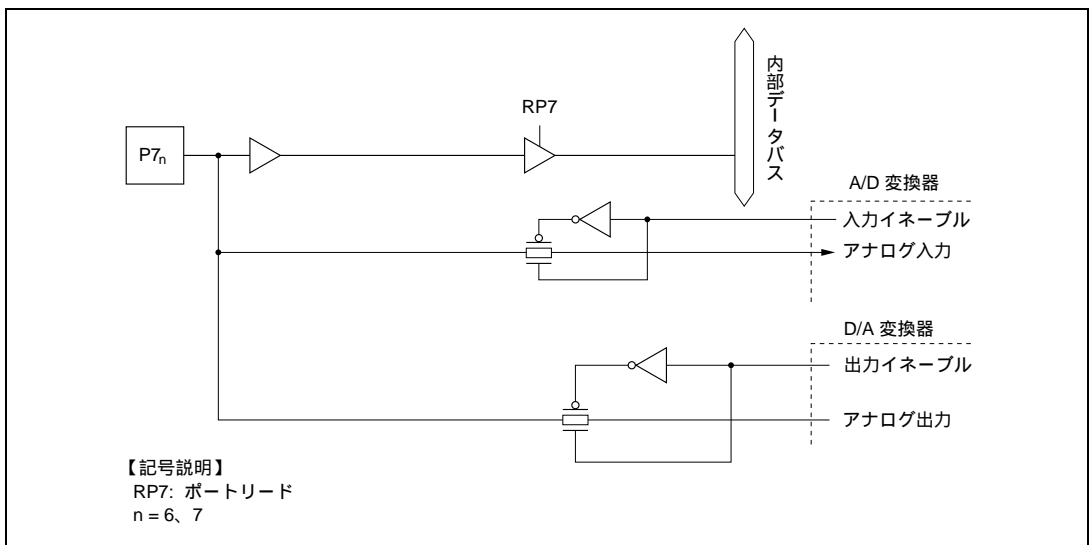 内部データバス
RP7
P7n
A/D 変換器
入力イネーブル
アナログ入力
D/A 変換器
出力イネーブル
アナログ出力
【記号説明】
RP7: ポートリード
n = 6、7